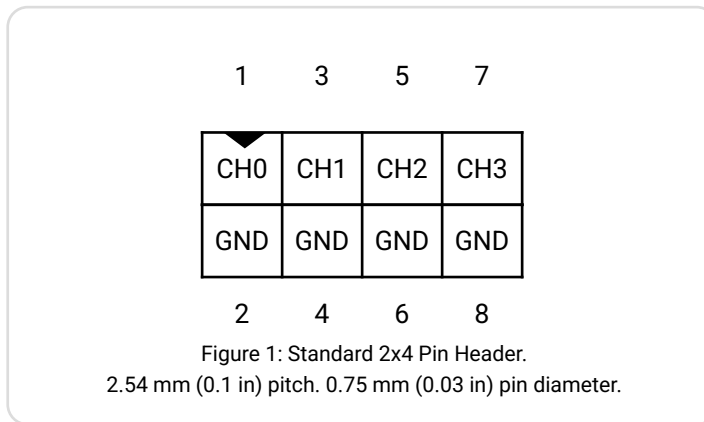 1 3 5 7
CH0 CH1 CH2 CH3
GND GND GND GND
2 4 6 8
Figure 1: Standard 2x4 Pin Header.
2.54 mm (0.1 in) pitch. 0.75 mm (0.03 in) pin diameter.